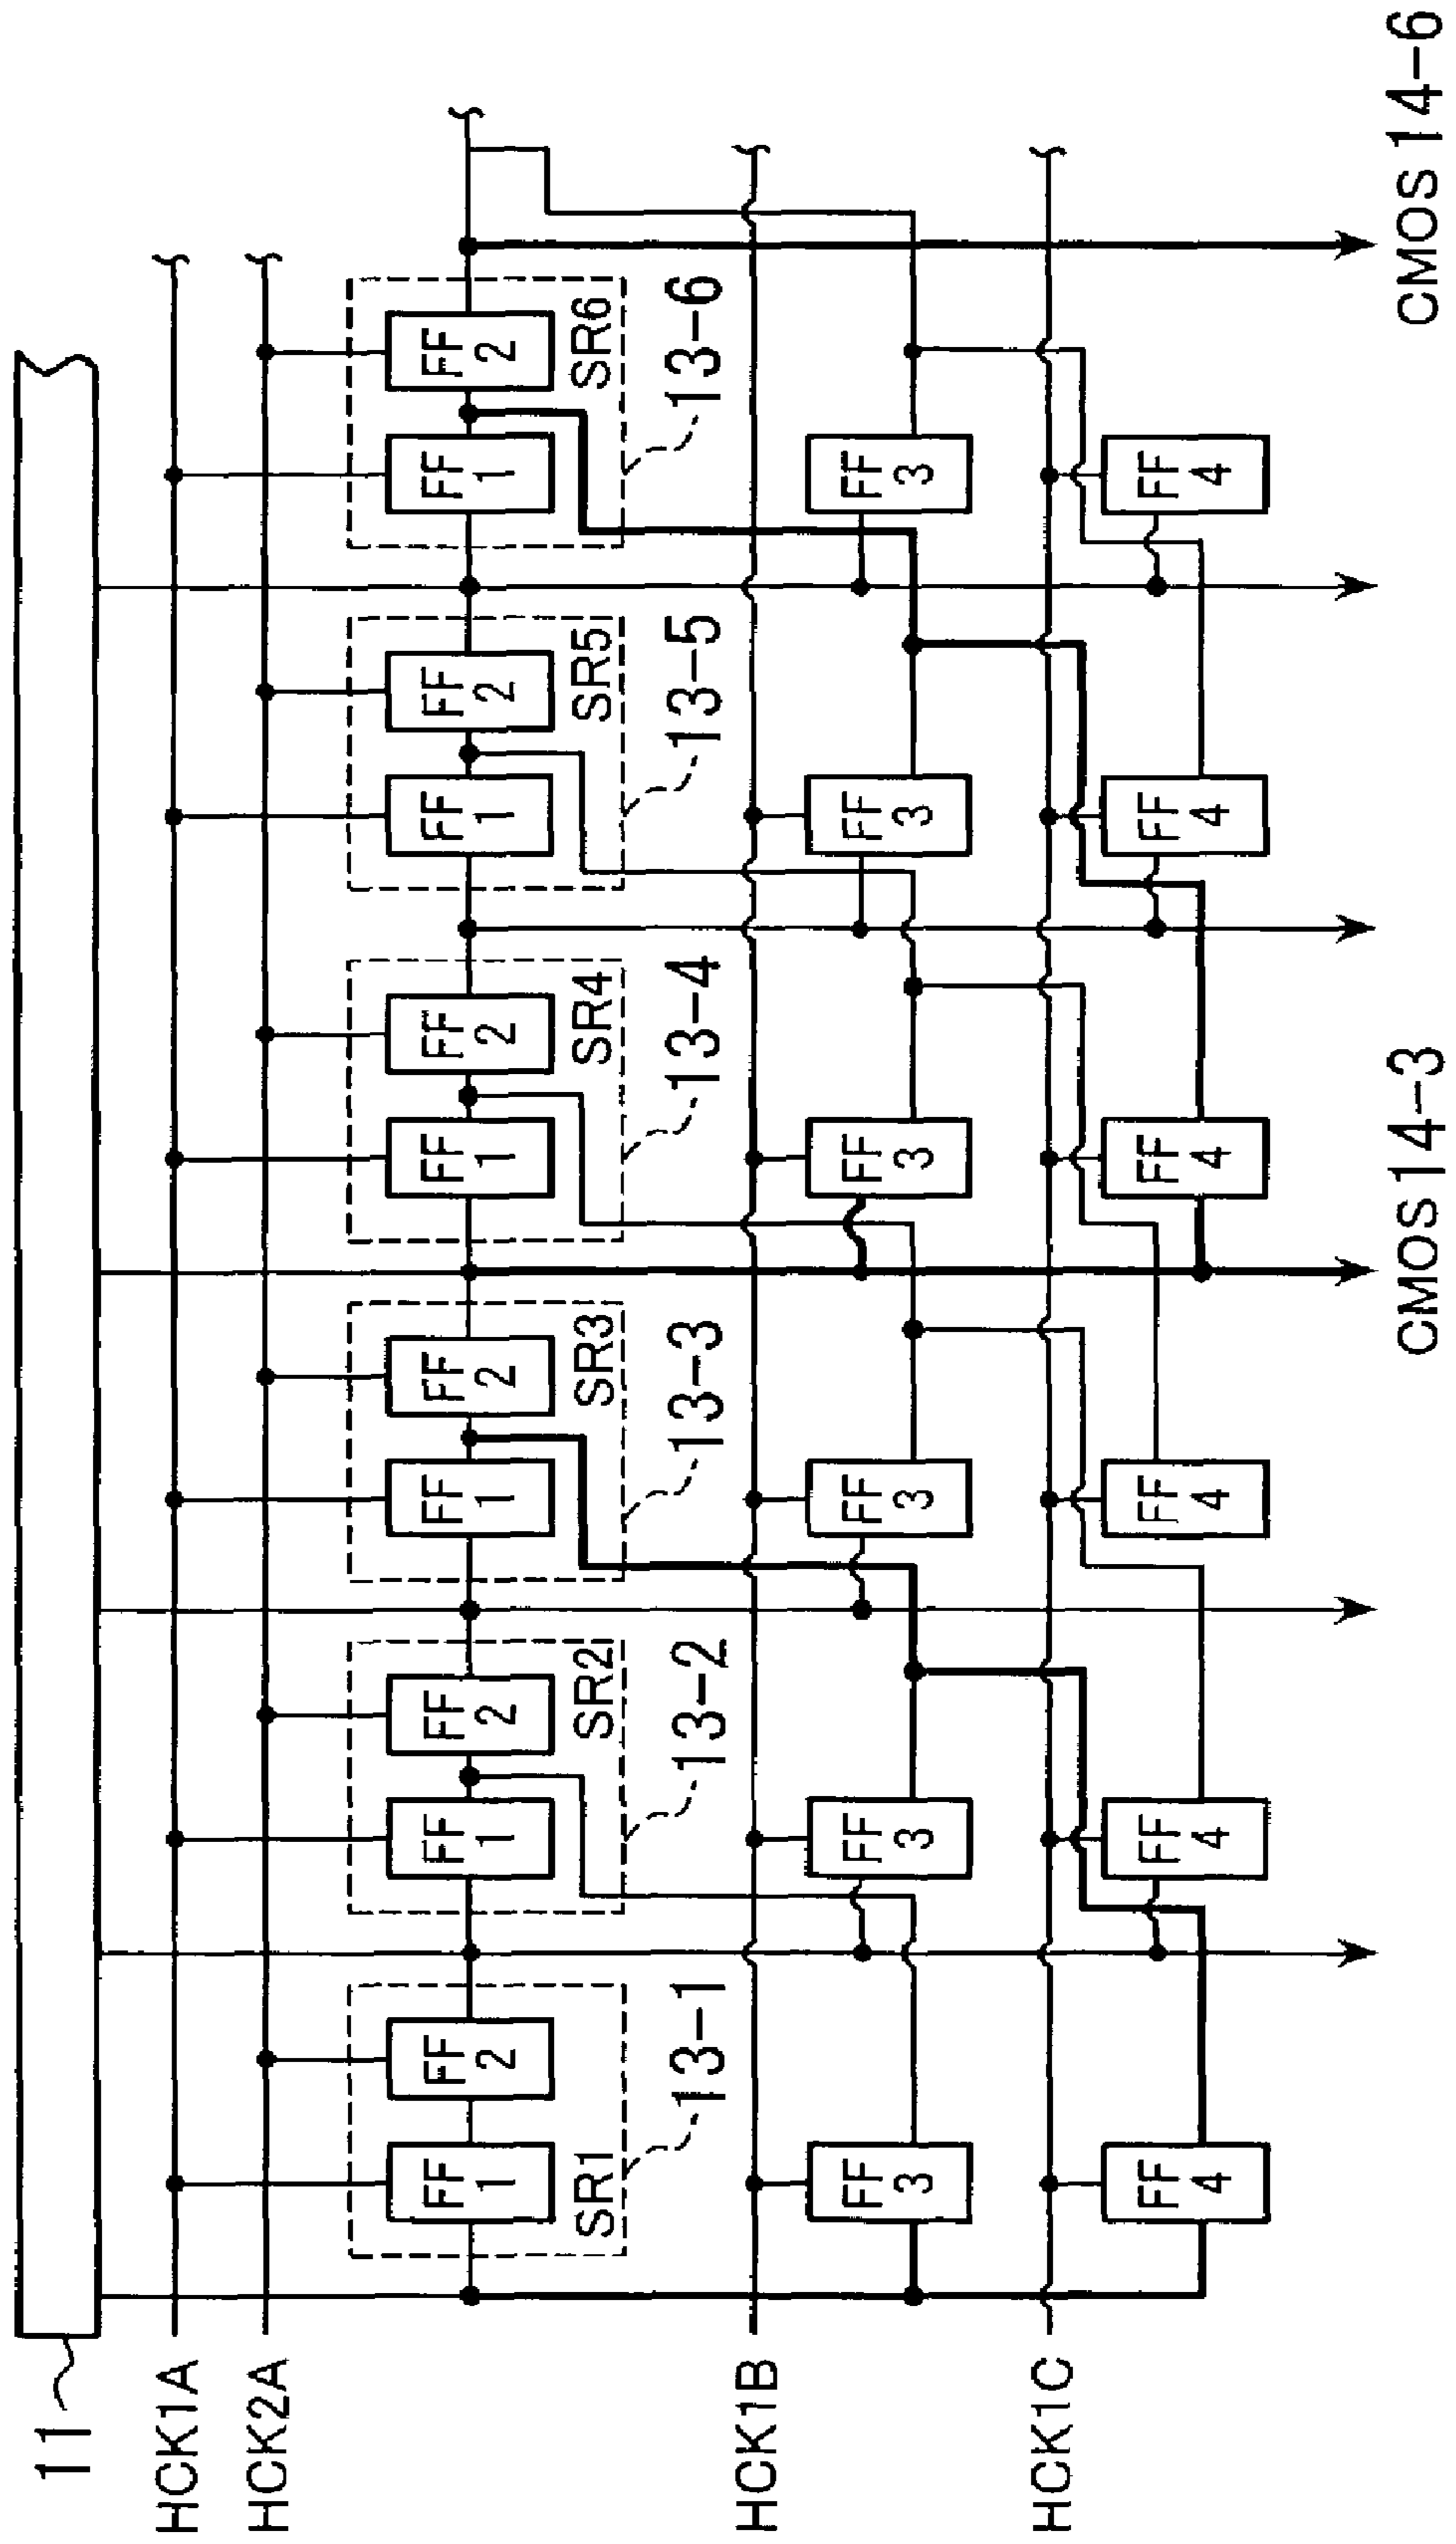 11
HCK1A
HCK2A
HCK1B
HCK1C
FF 1
FF 2
SR1
13-1
FF 1
FF 2
SR2
13-2
FF 1
FF 2
SR3
13-3
FF 1
FF 2
SR4
13-4
FF 1
FF 2
SR5
13-5
FF 1
FF 2
SR6
13-6
FF 3
FF 3
FF 3
FF 3
FF 3
FF 3
FF 4
FF 4
FF 4
FF 4
FF 4
FF 4
CMOS 14-3
CMOS 14-6